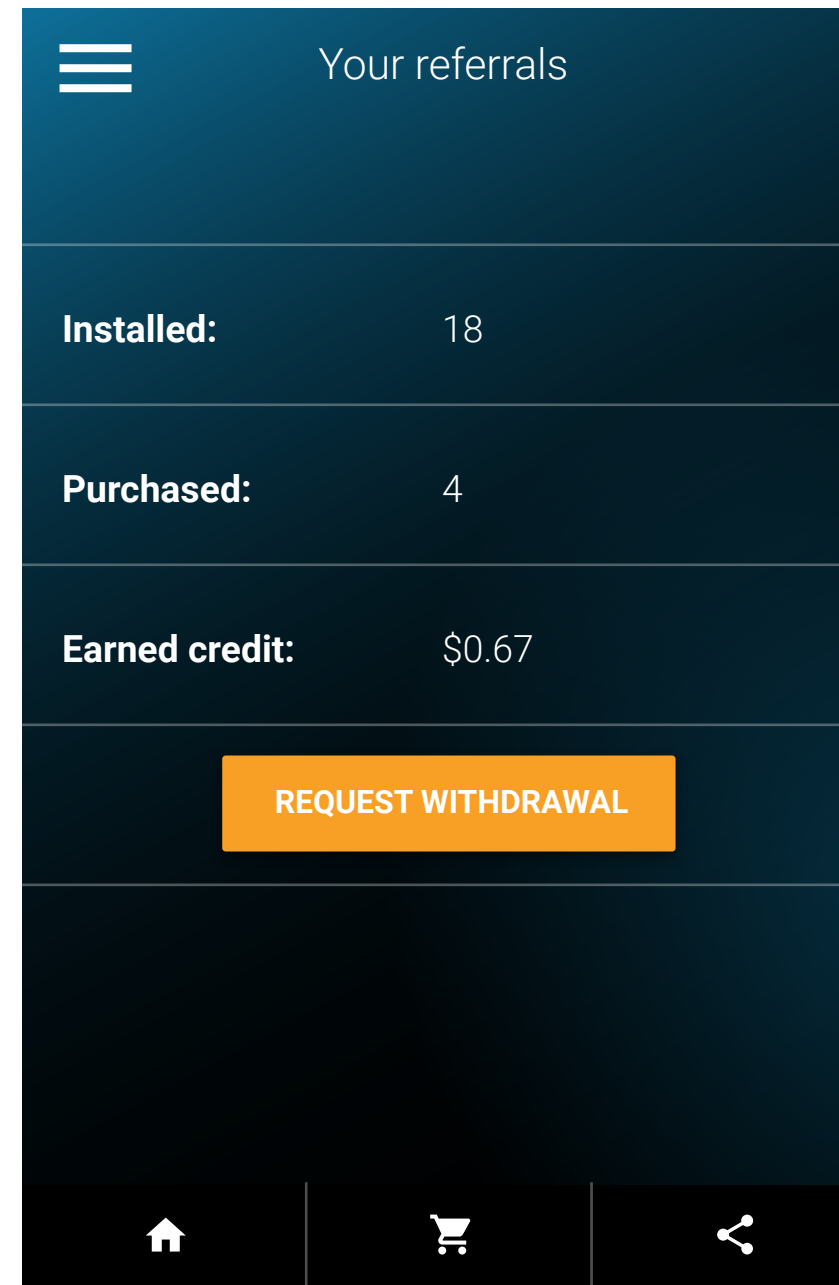 Your referrals
Installed: 18
Purchased: 4
Earned credit: $0.67
REQUEST WITHDRAWAL